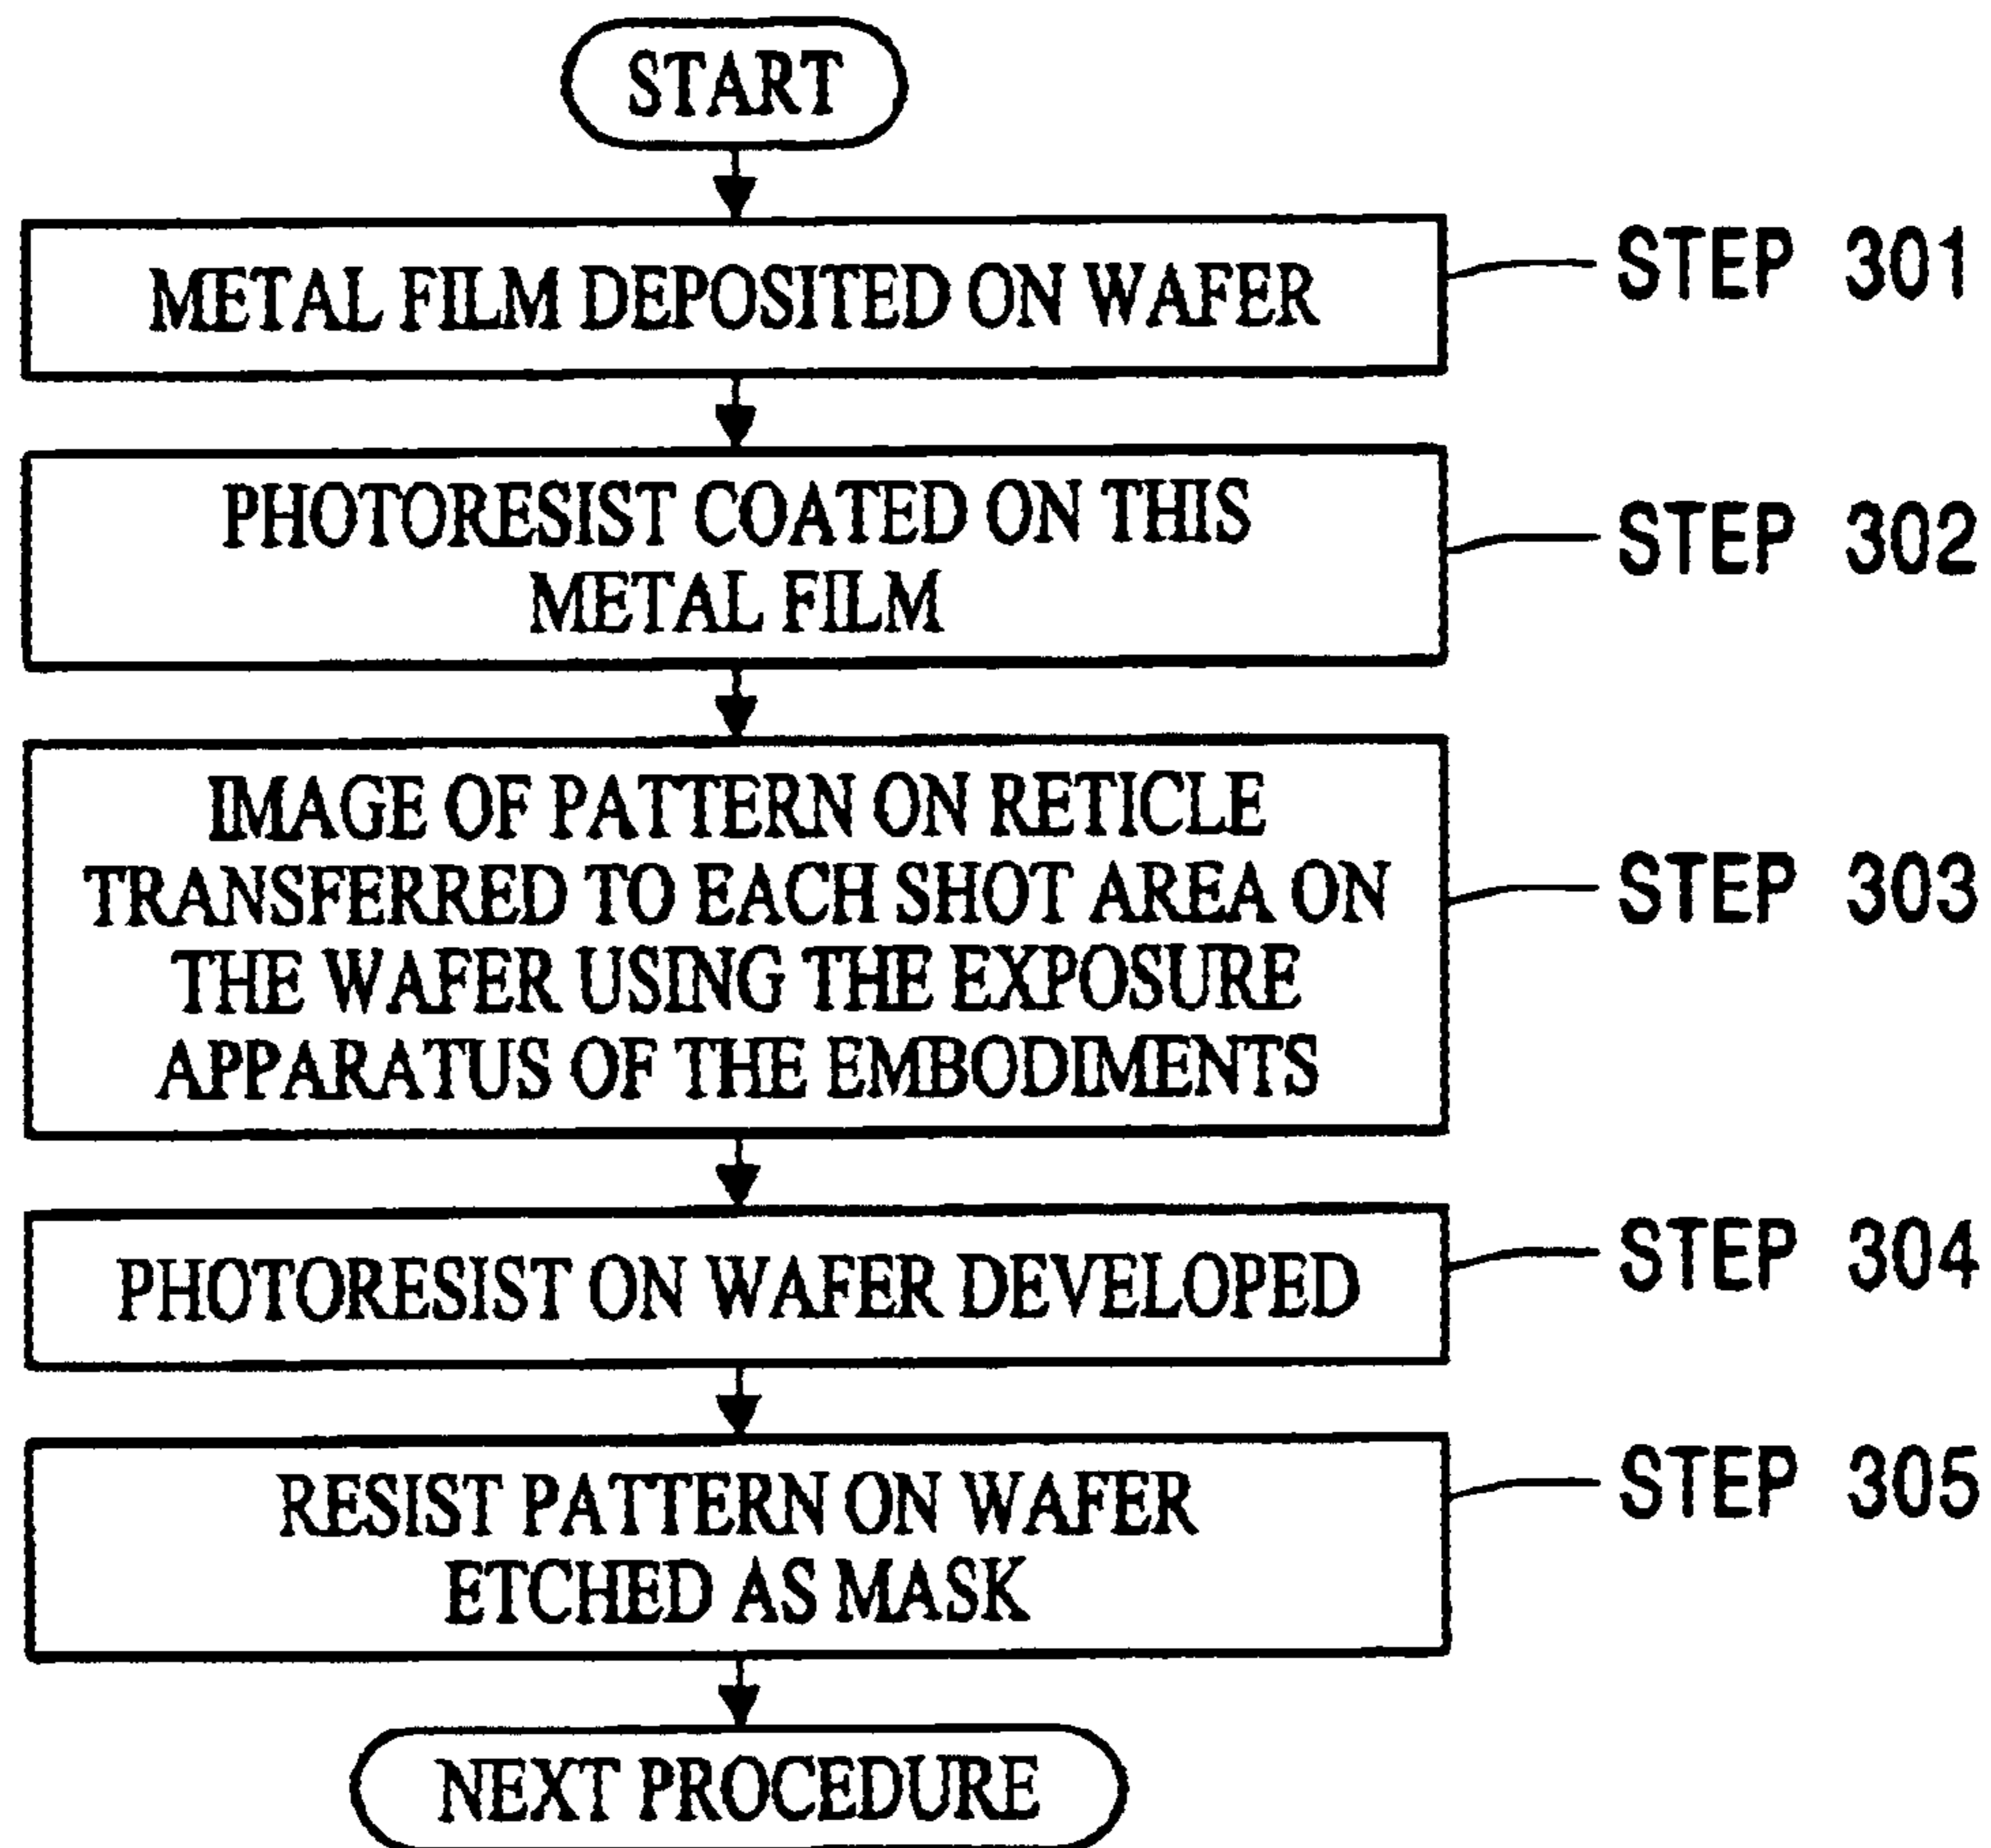 START
METAL FILM DEPOSITED ON WAFER
STEP 301
PHOTORESIST COATED ON THIS
METAL FILM
STEP 302
IMAGE OF PATTERN ON RETICLE
TRANSFERRED TO EACH SHOT AREA ON
THE WAFER USING THE EXPOSURE
APPARATUS OF THE EMBODIMENTS
STEP 303
PHOTORESIST ON WAFER DEVELOPED
STEP 304
RESIST PATTERN ON WAFER
ETCHED AS MASK
STEP 305
NEXT PROCEDURE